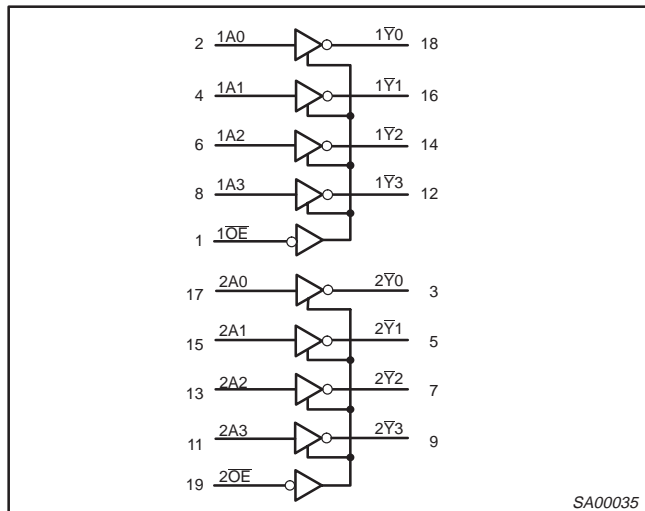 2 1A0 1Y̅0 18
4 1A1 1Y̅1 16
6 1A2 1Y̅2 14
8 1A3 1Y̅3 12
1 1O̅E̅
17 2A0 2Y̅0 3
15 2A1 2Y̅1 5
13 2A2 2Y̅2 7
11 2A3 2Y̅3 9
19 2O̅E̅
SA00035